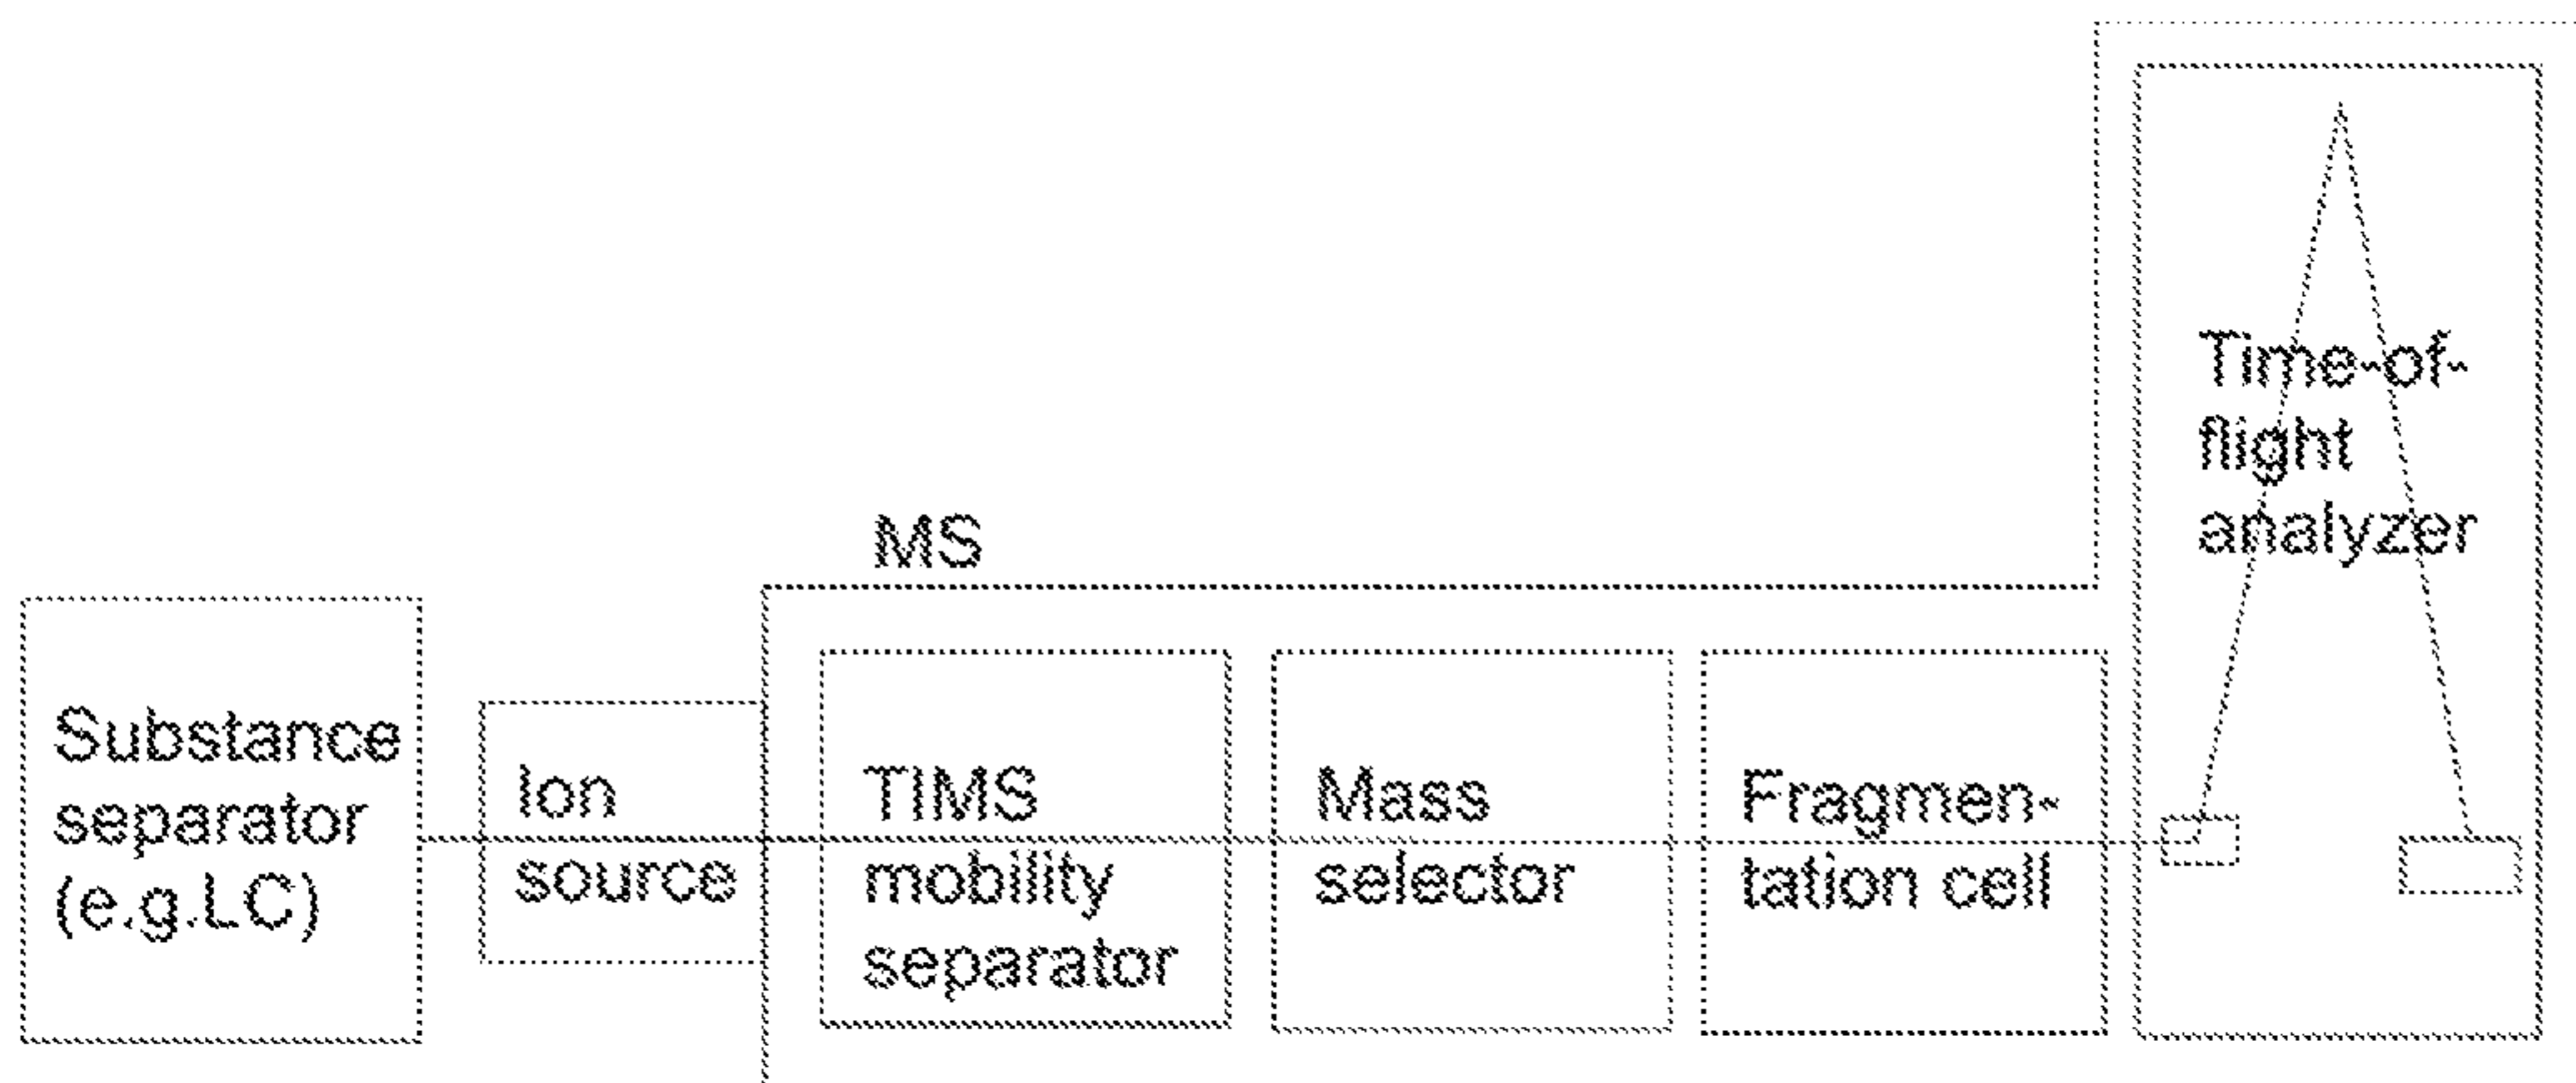 MS
Substance
separator
(e.g.LC)
Ion
source
TIMS
mobility
separator
Mass
selector
Fragmen-
tation cell
Time-of-
flight
analyzer